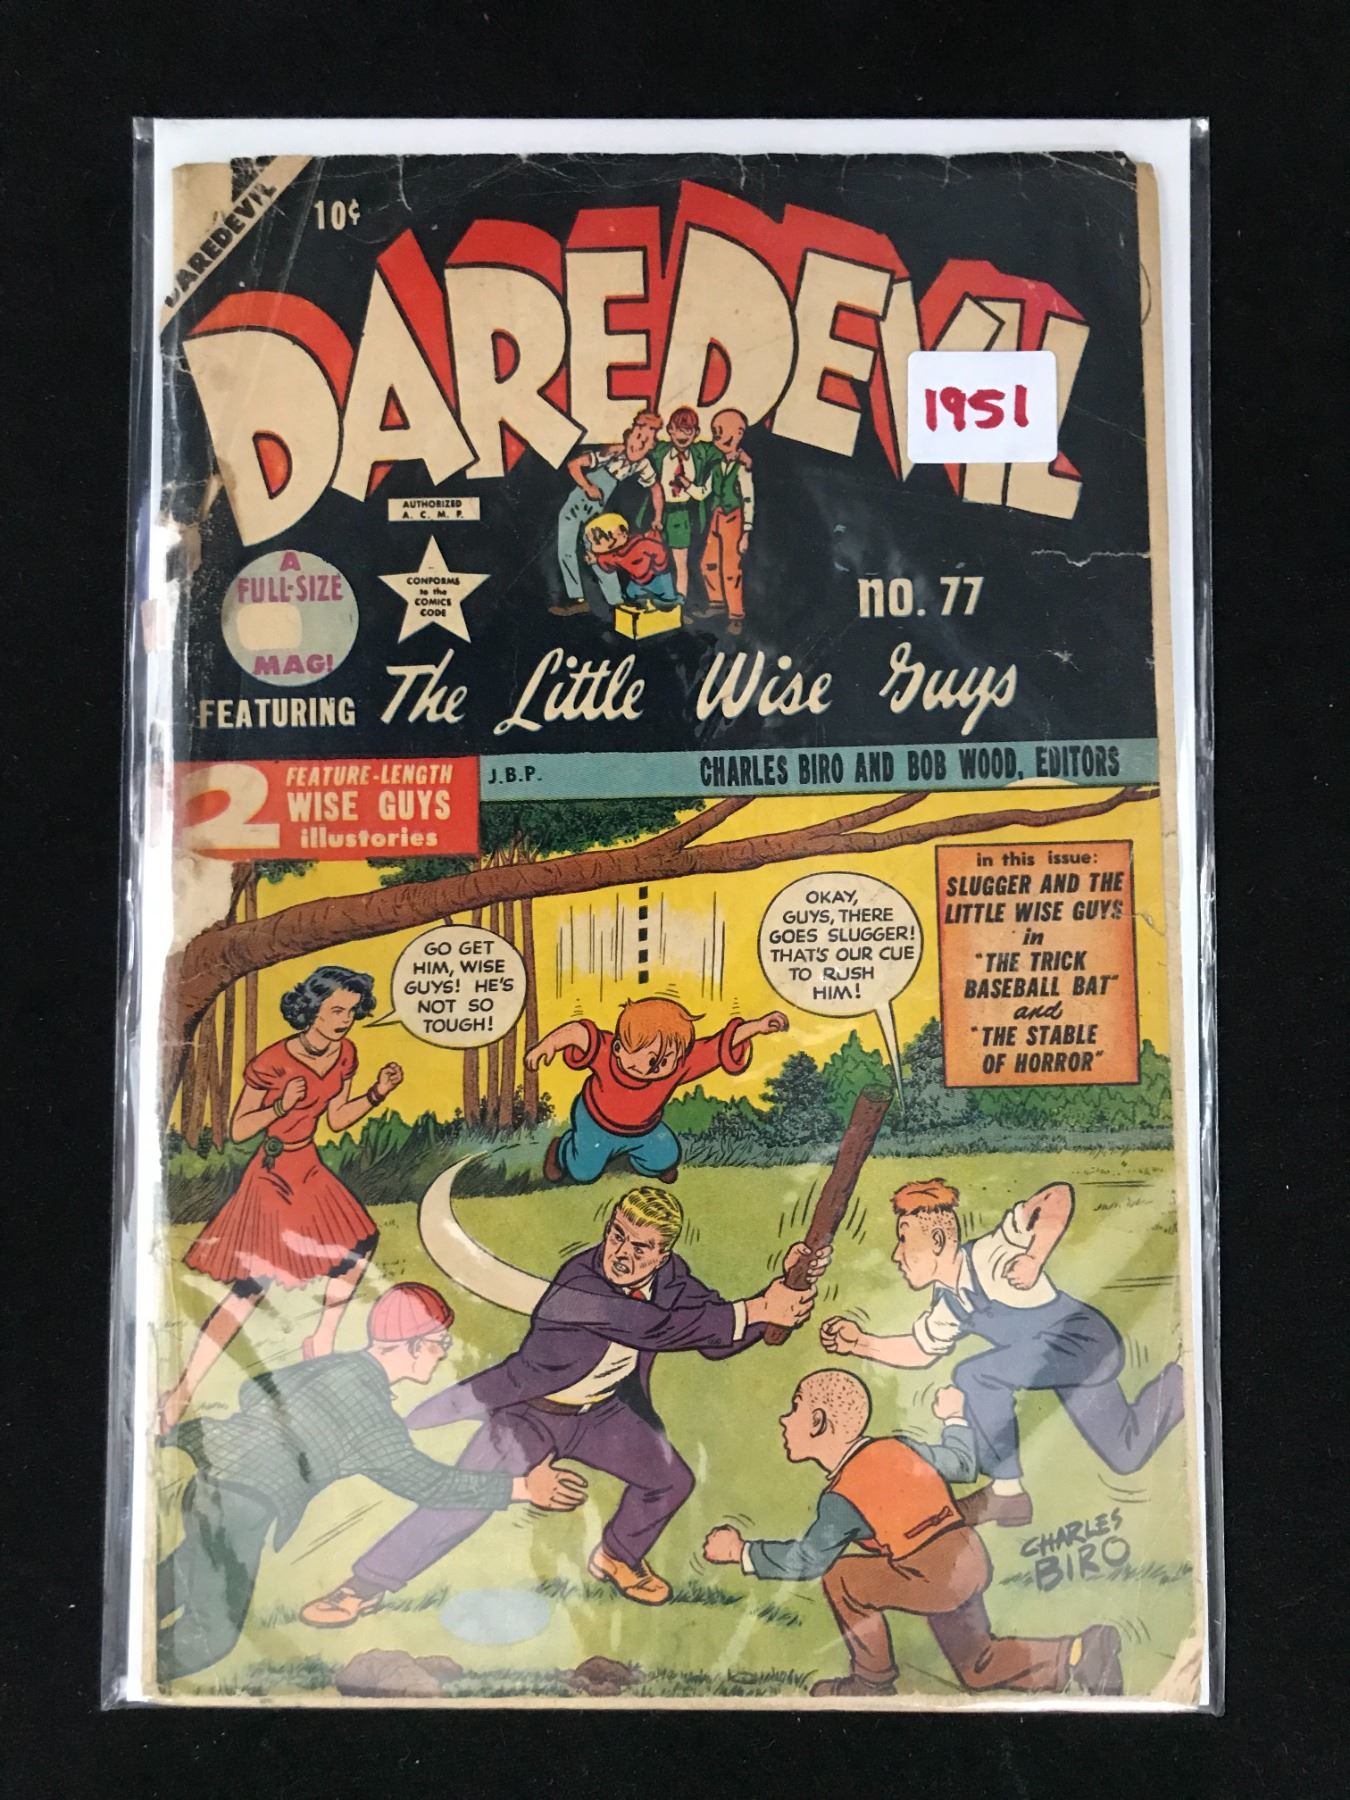 DAREDEVIL
10¢
DAREDEVIL
1951
AUTHORIZED
A. C. M. P.
A
FULL-SIZE
MAG!
CONFORMS
to the
COMICS
CODE
no. 77
FEATURING The Little Wise Guys
2 FEATURE-LENGTH
WISE GUYS
illustories
J.B.P.
CHARLES BIRO AND BOB WOOD, EDITORS
in this issue:
SLUGGER AND THE
LITTLE WISE GUYS
in
"THE TRICK
BASEBALL BAT"
and
"THE STABLE
OF HORROR"
GO GET
HIM, WISE
GUYS! HE'S
NOT SO
TOUGH!
OKAY,
GUYS, THERE
GOES SLUGGER!
THAT'S OUR CUE
TO RUSH
HIM!
CHARLES
BIRO